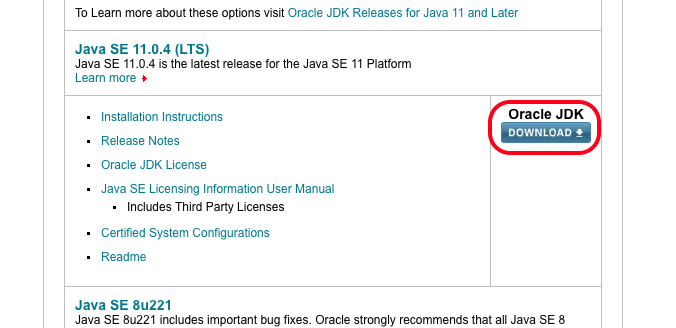 To Learn more about these options visit Oracle JDK Releases for Java 11 and Later
Java SE 11.0.4 (LTS)
Java SE 11.0.4 is the latest release for the Java SE 11 Platform
Learn more
Installation Instructions
Release Notes
Oracle JDK License
Java SE Licensing Information User Manual
Includes Third Party Licenses
Certified System Configurations
Readme
Oracle JDK
DOWNLOAD
Java SE 8u221
Java SE 8u221 includes important bug fixes. Oracle strongly recommends that all Java SE 8